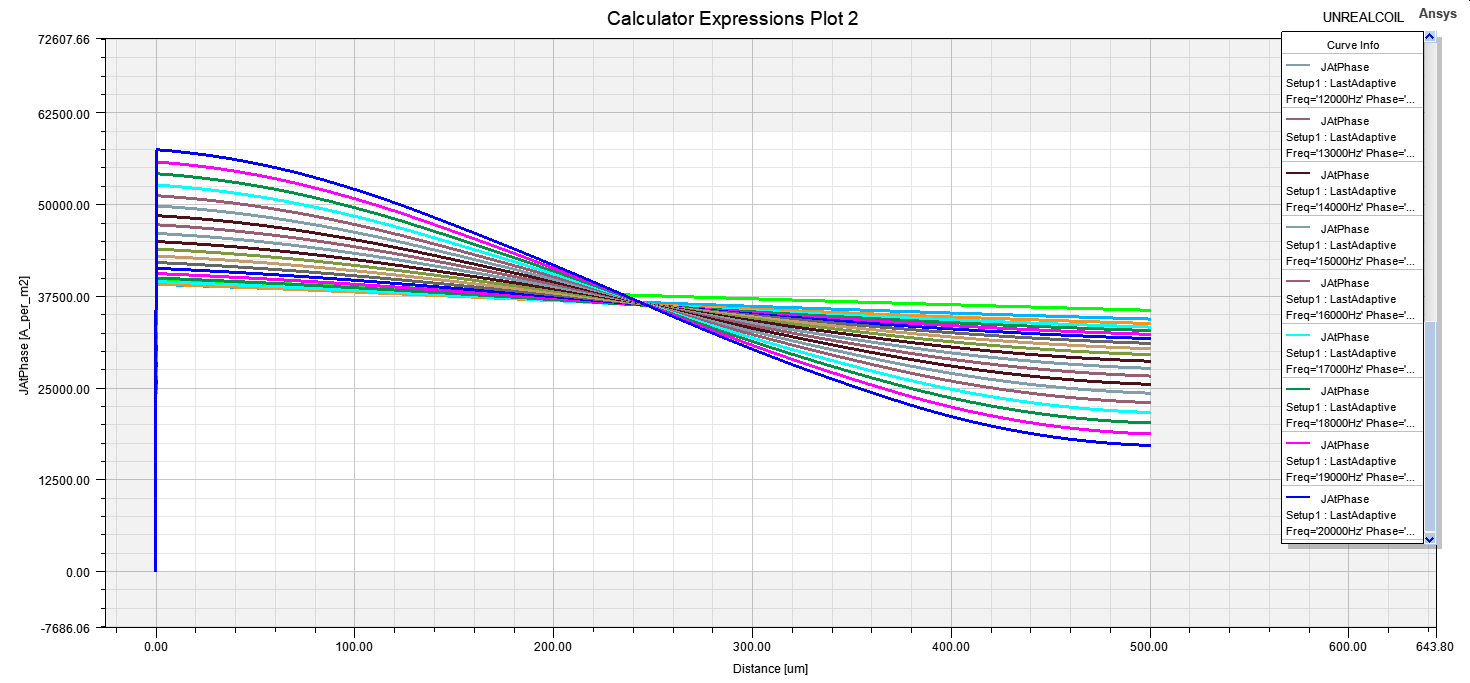 Calculator Expressions Plot 2
UNREALCOIL
Ansys
72607.66
62500.00
50000.00
37500.00
25000.00
12500.00
0.00
-7686.06
JAtPhase [A_per_m2]
0.00
100.00
200.00
300.00
400.00
500.00
600.00
643.80
Distance [um]
Curve Info
JAtPhase
Setup1 : LastAdaptive
Freq='12000Hz' Phase='...
JAtPhase
Setup1 : LastAdaptive
Freq='13000Hz' Phase='...
JAtPhase
Setup1 : LastAdaptive
Freq='14000Hz' Phase='...
JAtPhase
Setup1 : LastAdaptive
Freq='15000Hz' Phase='...
JAtPhase
Setup1 : LastAdaptive
Freq='16000Hz' Phase='...
JAtPhase
Setup1 : LastAdaptive
Freq='17000Hz' Phase='...
JAtPhase
Setup1 : LastAdaptive
Freq='18000Hz' Phase='...
JAtPhase
Setup1 : LastAdaptive
Freq='19000Hz' Phase='...
JAtPhase
Setup1 : LastAdaptive
Freq='20000Hz' Phase='...